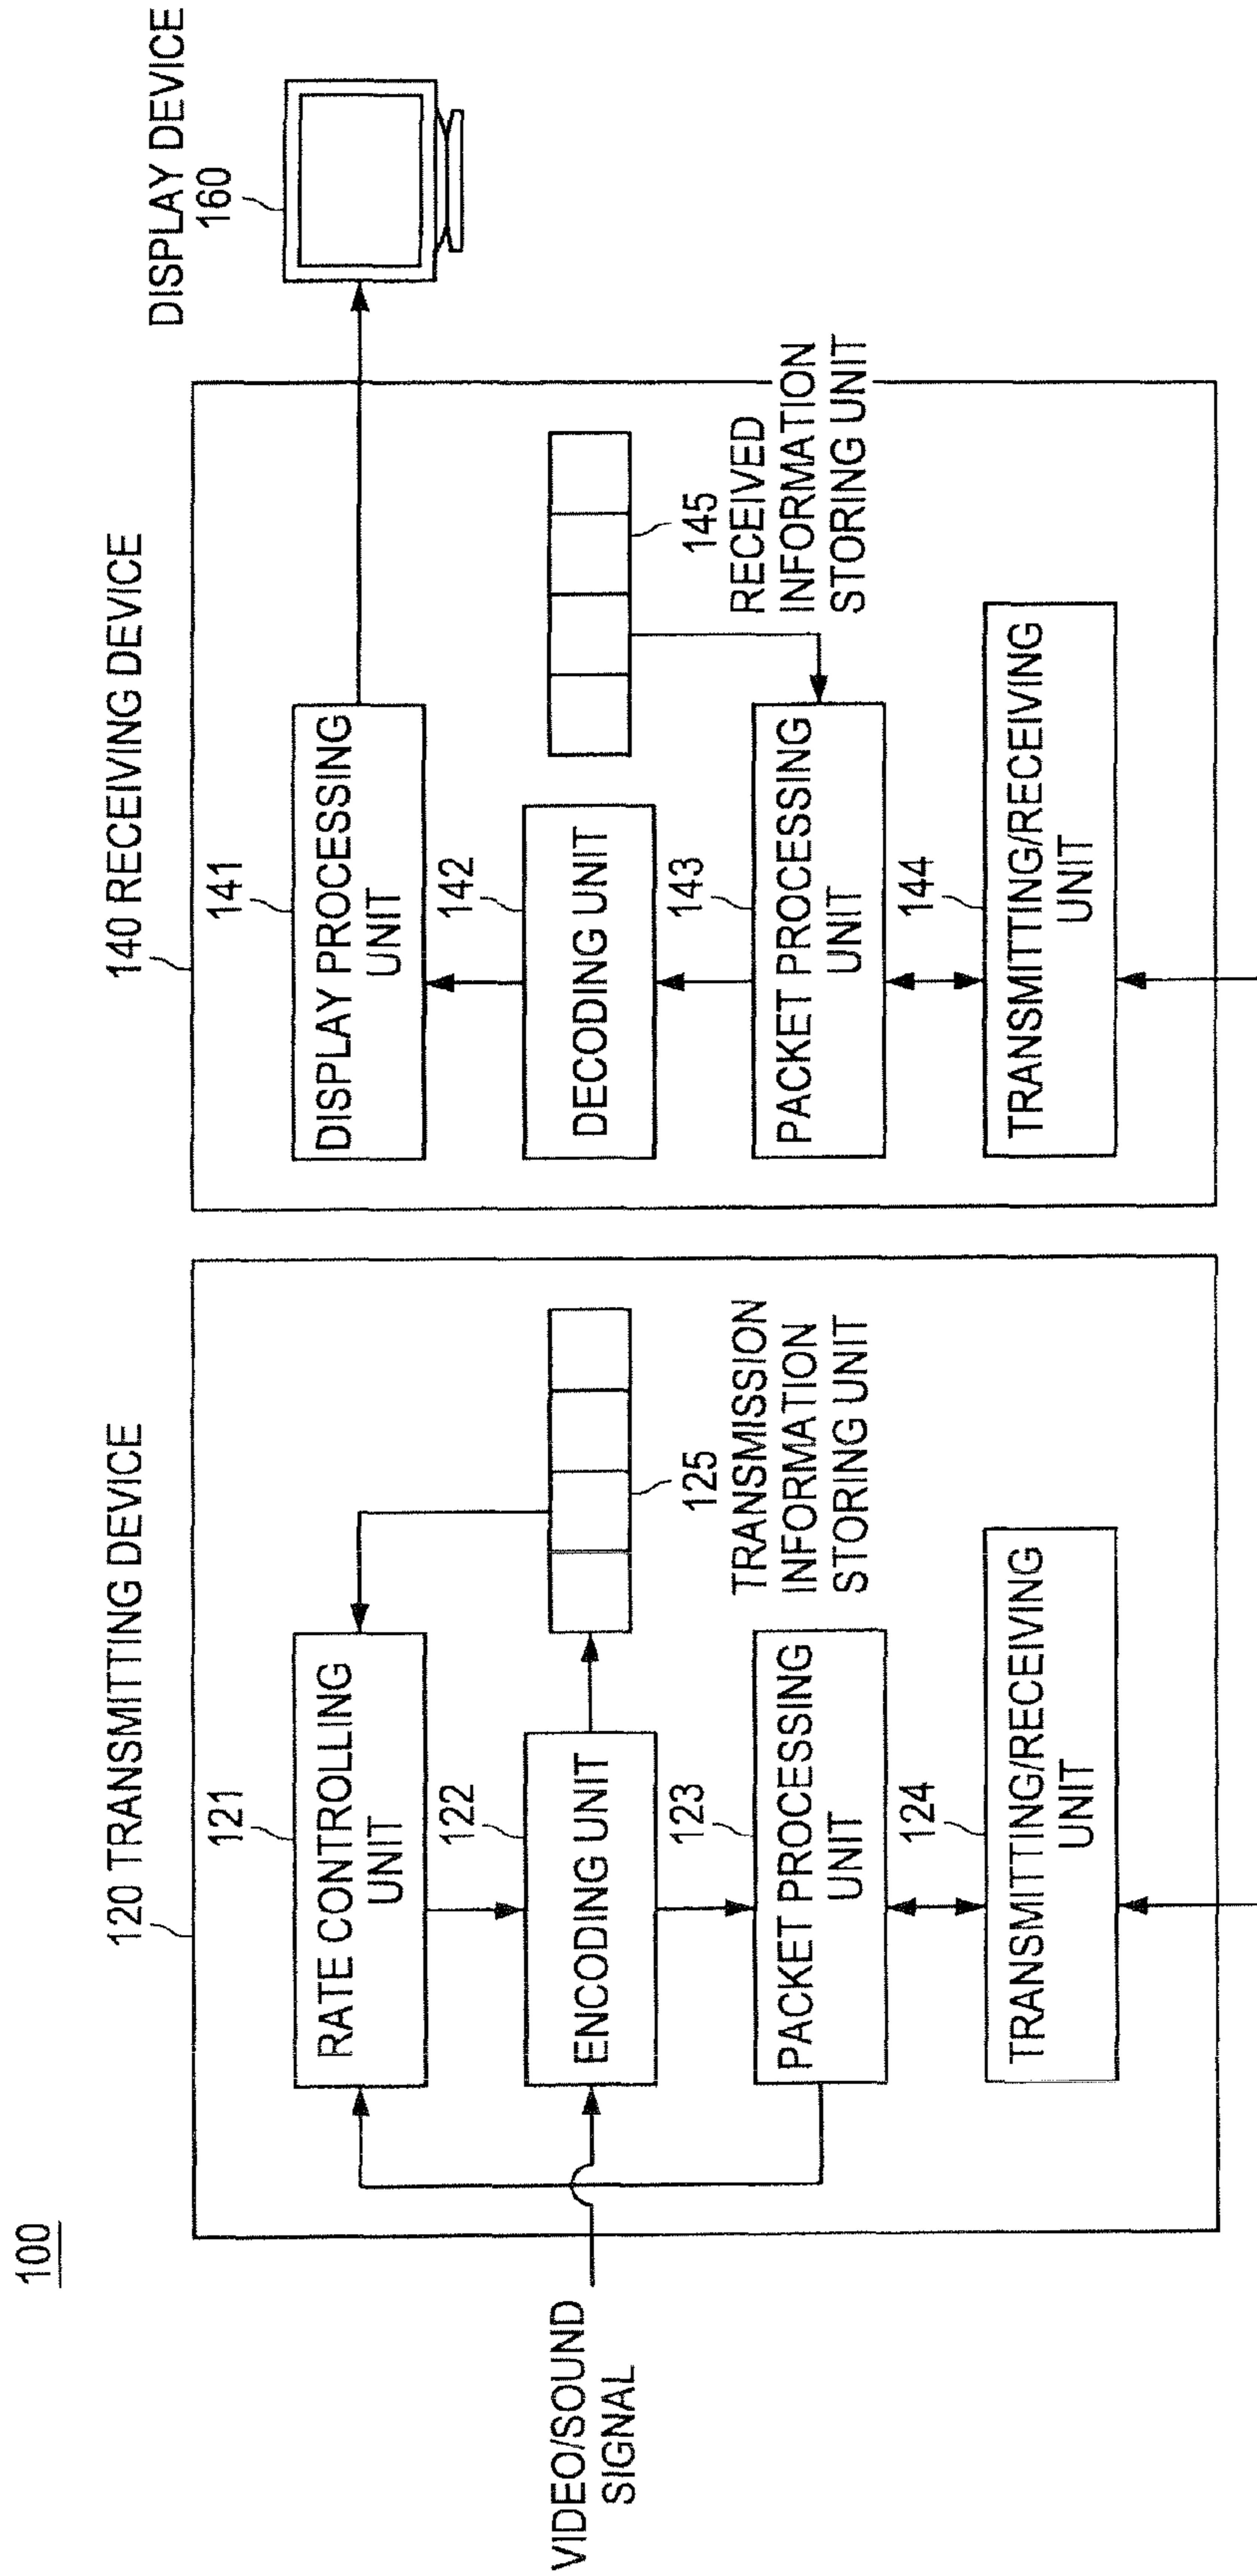 100
120 TRANSMITTING DEVICE
121
RATE CONTROLLING
UNIT
122
ENCODING UNIT
VIDEO/SOUND
SIGNAL
125
TRANSMISSION
INFORMATION
STORING UNIT
123
PACKET PROCESSING
UNIT
124
TRANSMITTING/RECEIVING
UNIT
140 RECEIVING DEVICE
141
DISPLAY PROCESSING
UNIT
142
DECODING UNIT
145
RECEIVED
INFORMATION
STORING UNIT
143
PACKET PROCESSING
UNIT
144
TRANSMITTING/RECEIVING
UNIT
DISPLAY DEVICE
160